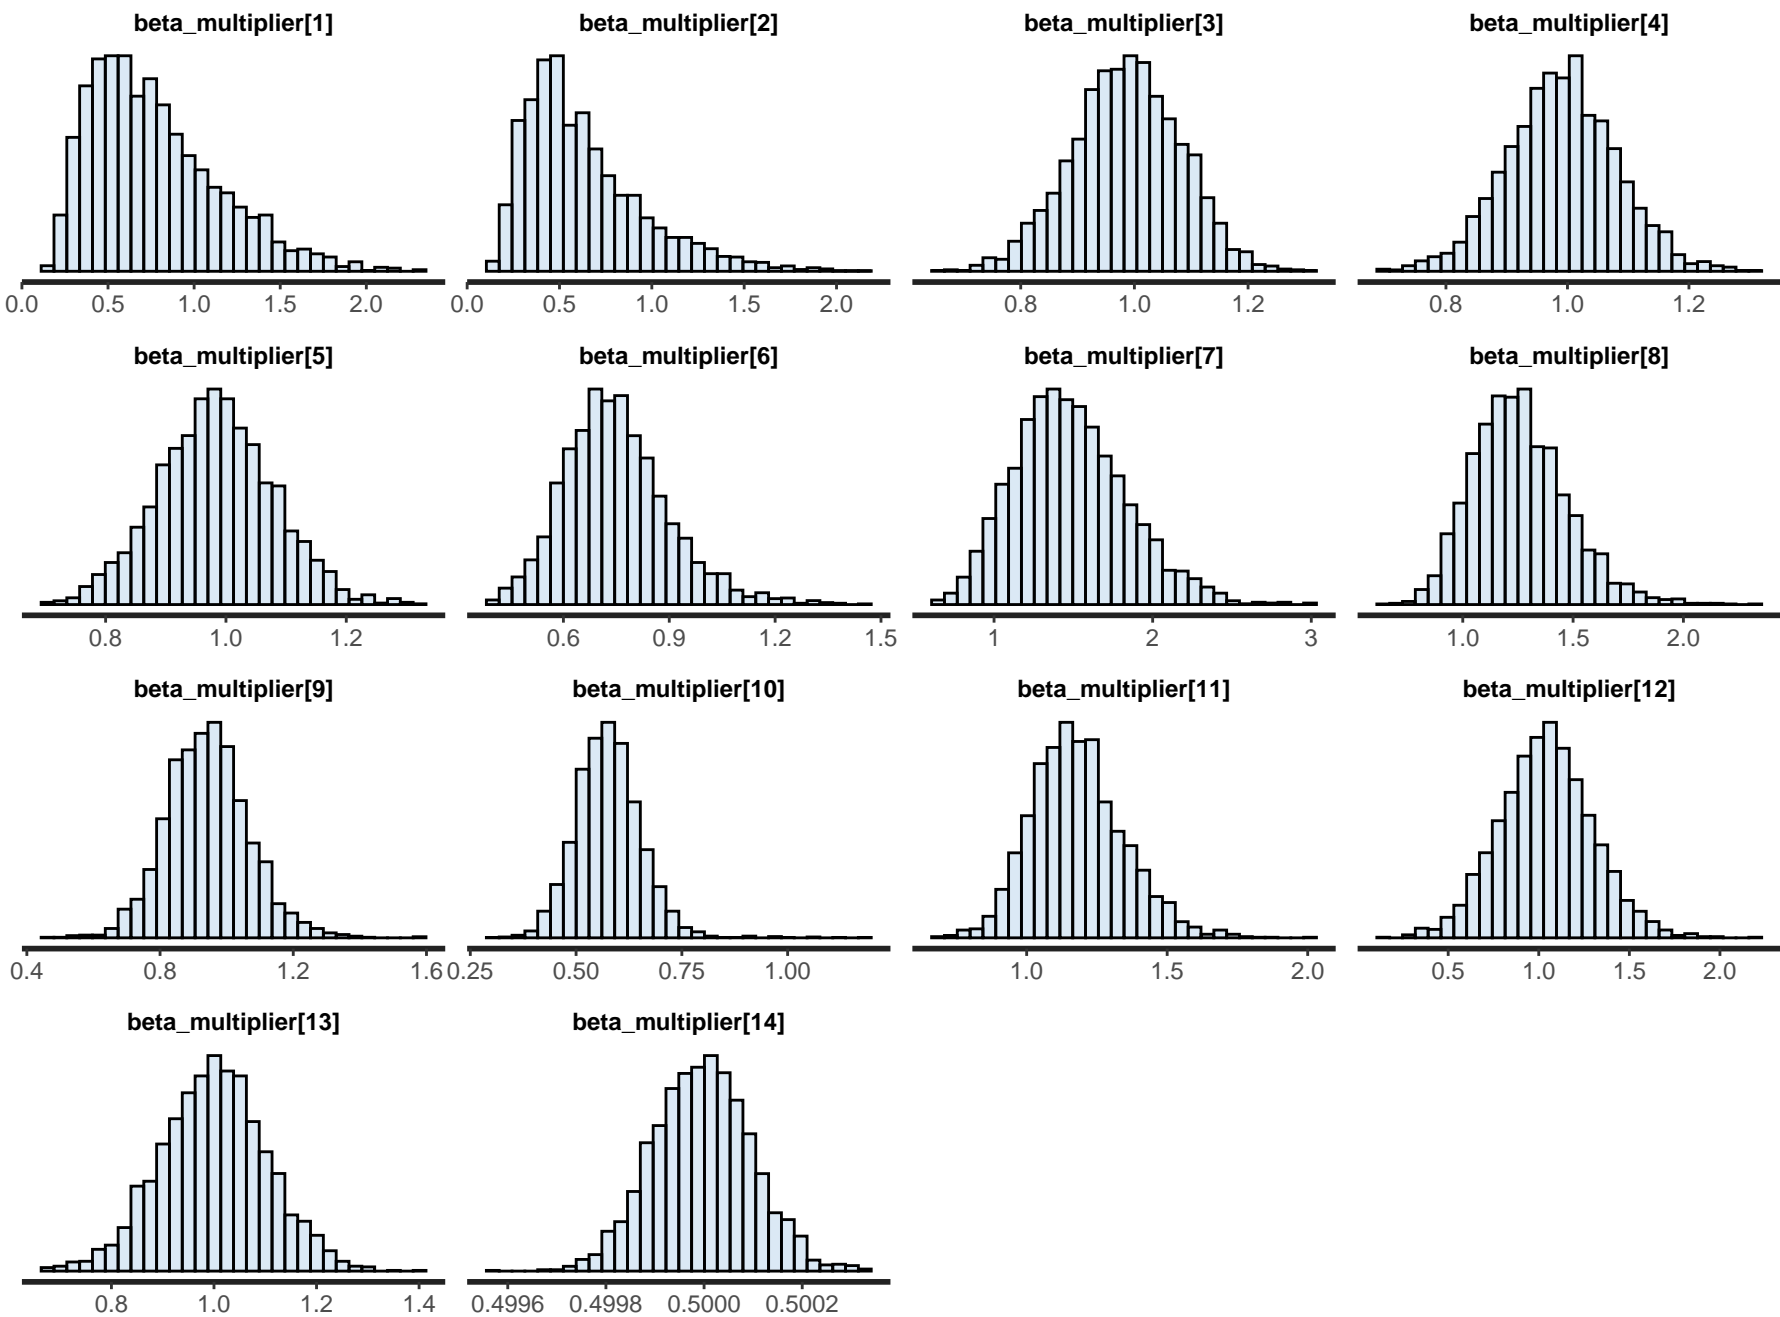 beta_multiplier[1] beta_multiplier[2] beta_multiplier[3] beta_multiplier[4]
0.0 0.5 1.0 1.5 2.0 0.0 0.5 1.0 1.5 2.0 0.8 1.0 1.2 0.8 1.0 1.2
beta_multiplier[5] beta_multiplier[6] beta_multiplier[7] beta_multiplier[8]
0.8 1.0 1.2 0.6 0.9 1.2 1.5 1 2 3 1.0 1.5 2.0
beta_multiplier[9] beta_multiplier[10] beta_multiplier[11] beta_multiplier[12]
0.4 0.8 1.2 1.6 0.25 0.50 0.75 1.00 1.0 1.5 2.0 0.5 1.0 1.5 2.0
beta_multiplier[13] beta_multiplier[14]
0.8 1.0 1.2 1.4 0.4996 0.4998 0.5000 0.5002